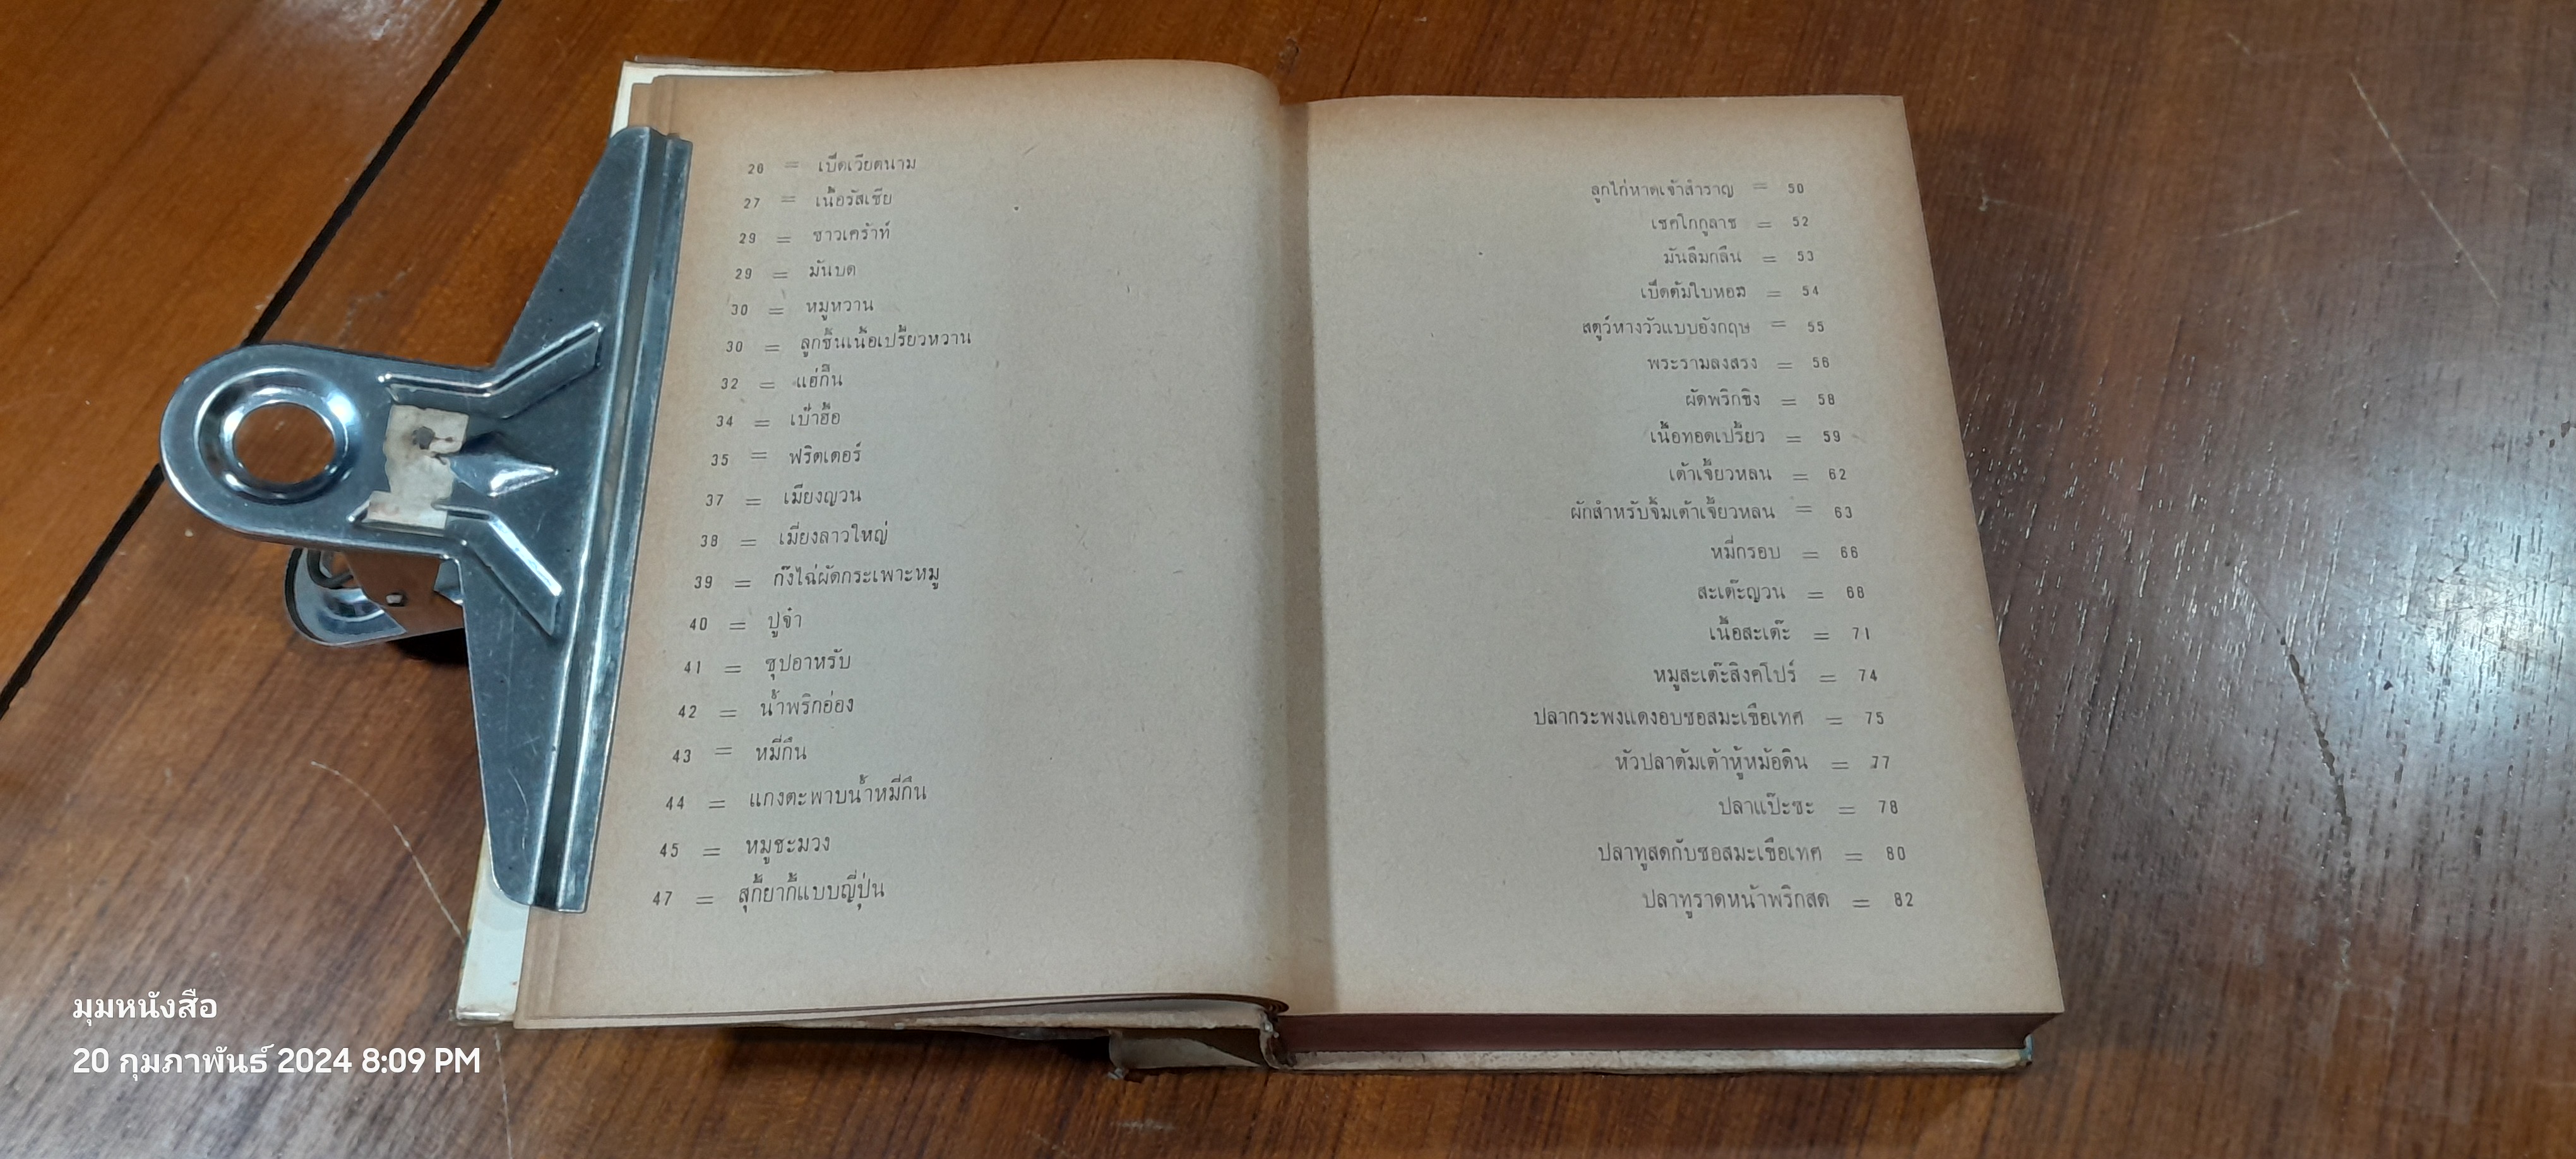 26 = เป็ดเวียดนาม
27 = เนื้อรัสเซีย
29 = ซาวเคร้าท์
29 = มันบด
30 = หมูหวาน
30 = ลูกชิ้นเนื้อเปรี้ยวหวาน
32 = แฮ่กึ๊น
34 = เป๋าฮื้อ
35 = ฟริตเตอร์
37 = เมี่ยงญวน
38 = เมี่ยงลาวใหญ่
39 = ก๊งไฉ่ผัดกระเพาะหมู
40 = ปูจ๋า
41 = ซุปอาหรับ
42 = น้ำพริกอ่อง
43 = หมี่กึน
44 = แกงตะพาบน้ำหมี่กึน
45 = หมูชะมวง
47 = สุกี้ยากี้แบบญี่ปุ่น
ลูกไก่หาดเจ้าสำราญ = 50
เชคโกกูลาช = 52
มันลืมกลืน = 53
เป็ดต้มใบหอม = 54
สตูว์หางวัวแบบอังกฤษ = 55
พระรามลงสรง = 56
ผัดพริกขิง = 58
เนื้อทอดเปรี้ยว = 59
เต้าเจี้ยวหลน = 62
ผักสำหรับจิ้มเต้าเจี้ยวหลน = 63
หมี่กรอบ = 66
สะเต๊ะญวน = 68
เนื้อสะเต๊ะ = 71
หมูสะเต๊ะสิงคโปร์ = 74
ปลากระพงแดงอบซอสมะเขือเทศ = 75
หัวปลาต้มเต้าหู้หม้อดิน = 77
ปลาแป๊ะซะ = 78
ปลาทูสดกับซอสมะเขือเทศ = 80
ปลาทูราดหน้าพริกสด = 82
มุมหนังสือ
20 กุมภาพันธ์ 2024 8:09 PM